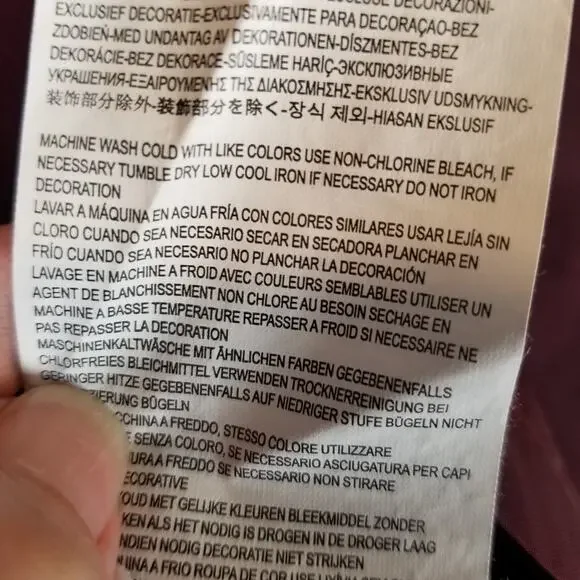 DECORAZIONI-
EXCLUSIEF DECORATIE-EXCLUSIVAMENTE PARA DECORAÇAO-BEZ
ZDOBIEŃ-MED UNDANTAG AV DEKORATIONEN-DÍSZMENTES-BEZ
DEKORÁCIE-BEZ DEKORACE-SÜSLEME HARİÇ-ЭКСКЛЮЗИВНЫЕ
УКРАШЕНИЯ-ΕΞΑΙΡΟΥΜΕΝΗΣ ΤΗΣ ΔΙΑΚΟΣΜΗΣΗΣ-EKSKLUSIV UDSMYKNING-
装饰部分除外-装飾部分を除く-장식 제외-HIASAN EKSLUSIF
MACHINE WASH COLD WITH LIKE COLORS USE NON-CHLORINE BLEACH, IF
NECESSARY TUMBLE DRY LOW COOL IRON IF NECESSARY DO NOT IRON
DECORATION
LAVAR A MÁQUINA EN AGUA FRÍA CON COLORES SIMILARES USAR LEJÍA SIN
CLORO CUANDO SEA NECESARIO SECAR EN SECADORA PLANCHAR EN
FRÍO CUANDO SEA NECESARIO NO PLANCHAR LA DECORACIÓN
LAVAGE EN MACHINE A FROID AVEC COULEURS SEMBLABLES UTILISER UN
AGENT DE BLANCHISSEMENT NON CHLORE AU BESOIN SECHAGE EN
MACHINE A BASSE TEMPERATURE REPASSER A FROID SI NECESSAIRE NE
PAS REPASSER LA DECORATION
MASCHINENKALTWÄSCHE MIT ÄHNLICHEN FARBEN GEGEBENENFALLS
CHLORFREIES BLEICHMITTEL VERWENDEN TROCKNERREINIGUNG BEI
GERINGER HITZE GEGEBENENFALLS AUF NIEDRIGER STUFE BÜGELN NICHT
ZIERUNG BÜGELN
CCHINA A FREDDO, STESSO COLORE UTILIZZARE
SENZA COLORO, SE NECESSARIO ASCIUGATURA PER CAPI
URA A FREDDO SE NECESSARIO NON STIRARE
DECORATIVE
OUD MET GELIJKE KLEUREN BLEEKMIDDEL ZONDER
KEN ALS HET NODIG IS DROGEN IN DE DROGER LAAG
NDIEN NODIG DECORATIE NIET STRIJKEN
UINA A FRIO ROUPA DE COR USE